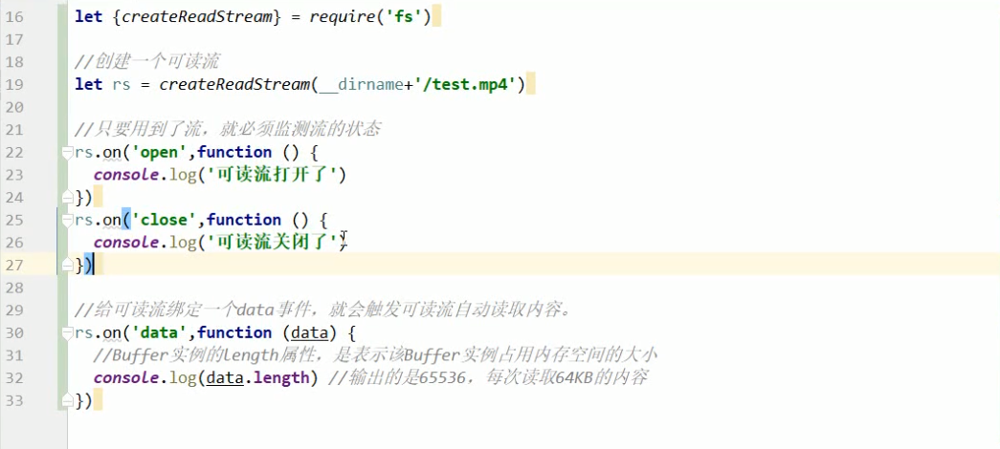 16 let {createReadStream} = require('fs')
17
18 //创建一个可读流
19 let rs = createReadStream(__dirname+'/test.mp4')
20
21 //只要用到了流，就必须监测流的状态
22 rs.on('open',function () {
23 console.log('可读流打开了')
24 })
25 rs.on('close',function () {
26 console.log('可读流关闭了')
27 })
28
29 //给可读流绑定一个data事件，就会触发可读流自动读取内容。
30 rs.on('data',function (data) {
31 //Buffer实例的length属性，是表示该Buffer实例占用内存空间的大小
32 console.log(data.length) //输出的是65536，每次读取64KB的内容
33 })